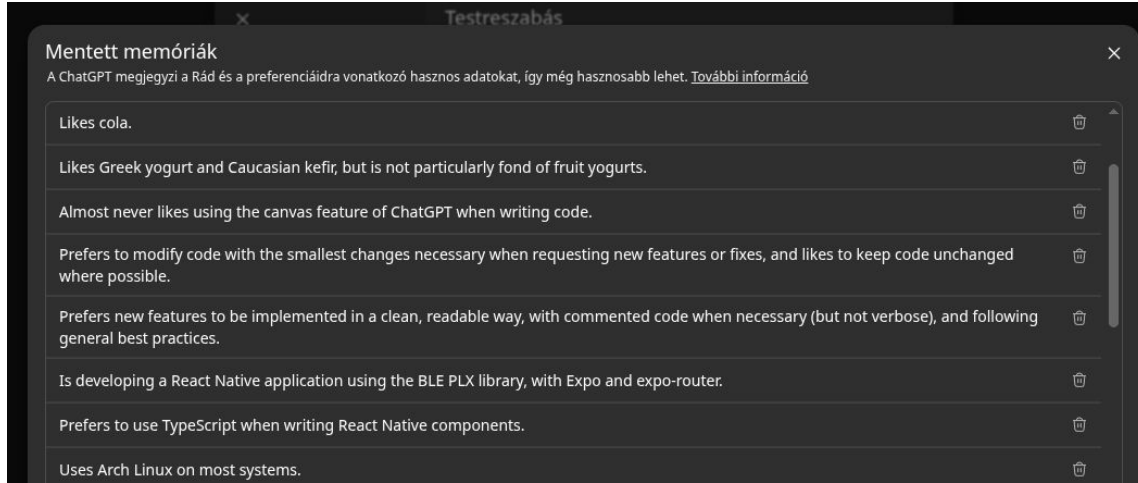 Testreszabás
Mentett memóriák
A ChatGPT megjegyzi a Rád és a preferenciáidra vonatkozó hasznos adatokat, így még hasznosabb lehet. További információ
Likes cola.
Likes Greek yogurt and Caucasian kefir, but is not particularly fond of fruit yogurts.
Almost never likes using the canvas feature of ChatGPT when writing code.
Prefers to modify code with the smallest changes necessary when requesting new features or fixes, and likes to keep code unchanged
where possible.
Prefers new features to be implemented in a clean, readable way, with commented code when necessary (but not verbose), and following
general best practices.
Is developing a React Native application using the BLE PLX library, with Expo and expo-router.
Prefers to use TypeScript when writing React Native components.
Uses Arch Linux on most systems.